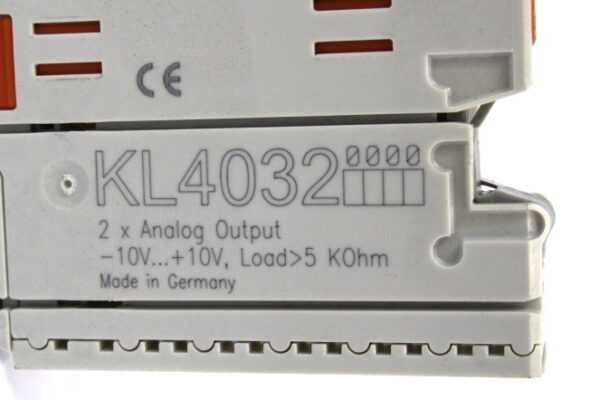 CE
KL4032 0000
2 x Analog Output
-10V...+10V, Load>5 KOhm
Made in Germany